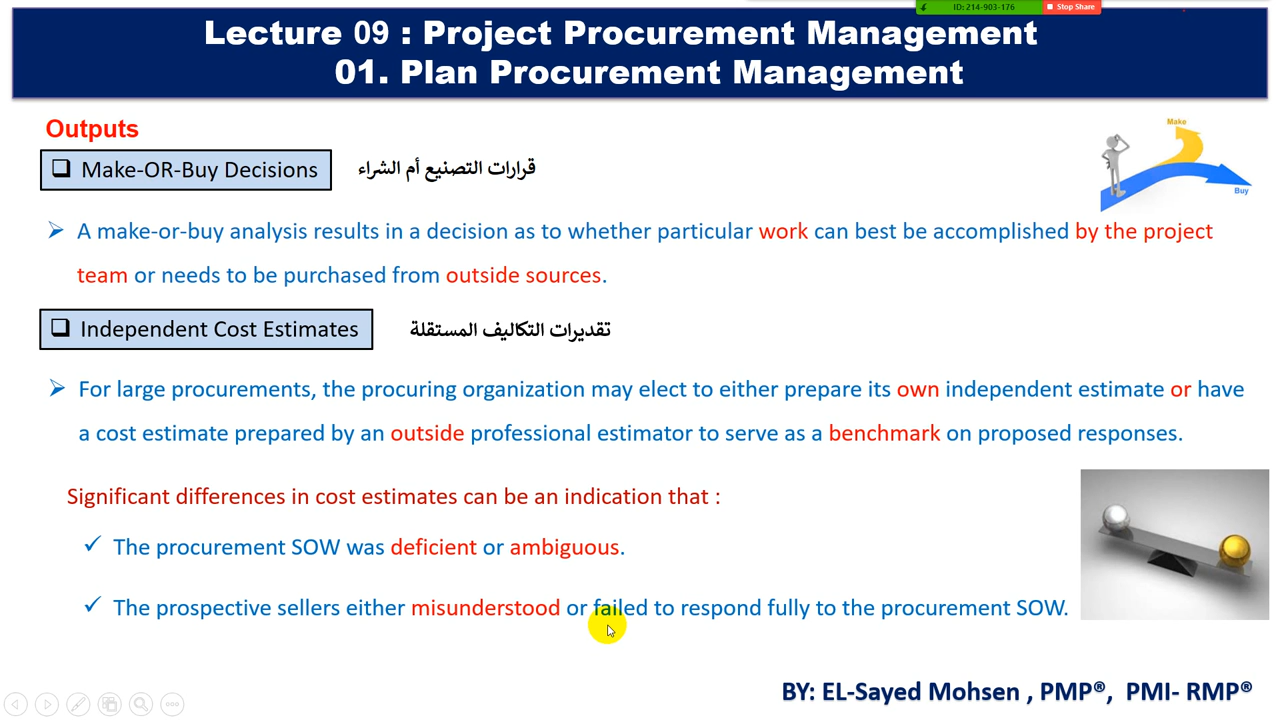 ID: 214-903-176 Stop Share
Lecture 09 : Project Procurement Management
01. Plan Procurement Management
Outputs
Make-OR-Buy Decisions قرارات التصنيع أم الشراء
Make
Buy
A make-or-buy analysis results in a decision as to whether particular work can best be accomplished by the project
team or needs to be purchased from outside sources.
Independent Cost Estimates تقديرات التكاليف المستقلة
For large procurements, the procuring organization may elect to either prepare its own independent estimate or have
a cost estimate prepared by an outside professional estimator to serve as a benchmark on proposed responses.
Significant differences in cost estimates can be an indication that :
The procurement SOW was deficient or ambiguous.
The prospective sellers either misunderstood or failed to respond fully to the procurement SOW.
BY: EL-Sayed Mohsen , PMP®, PMI- RMP®